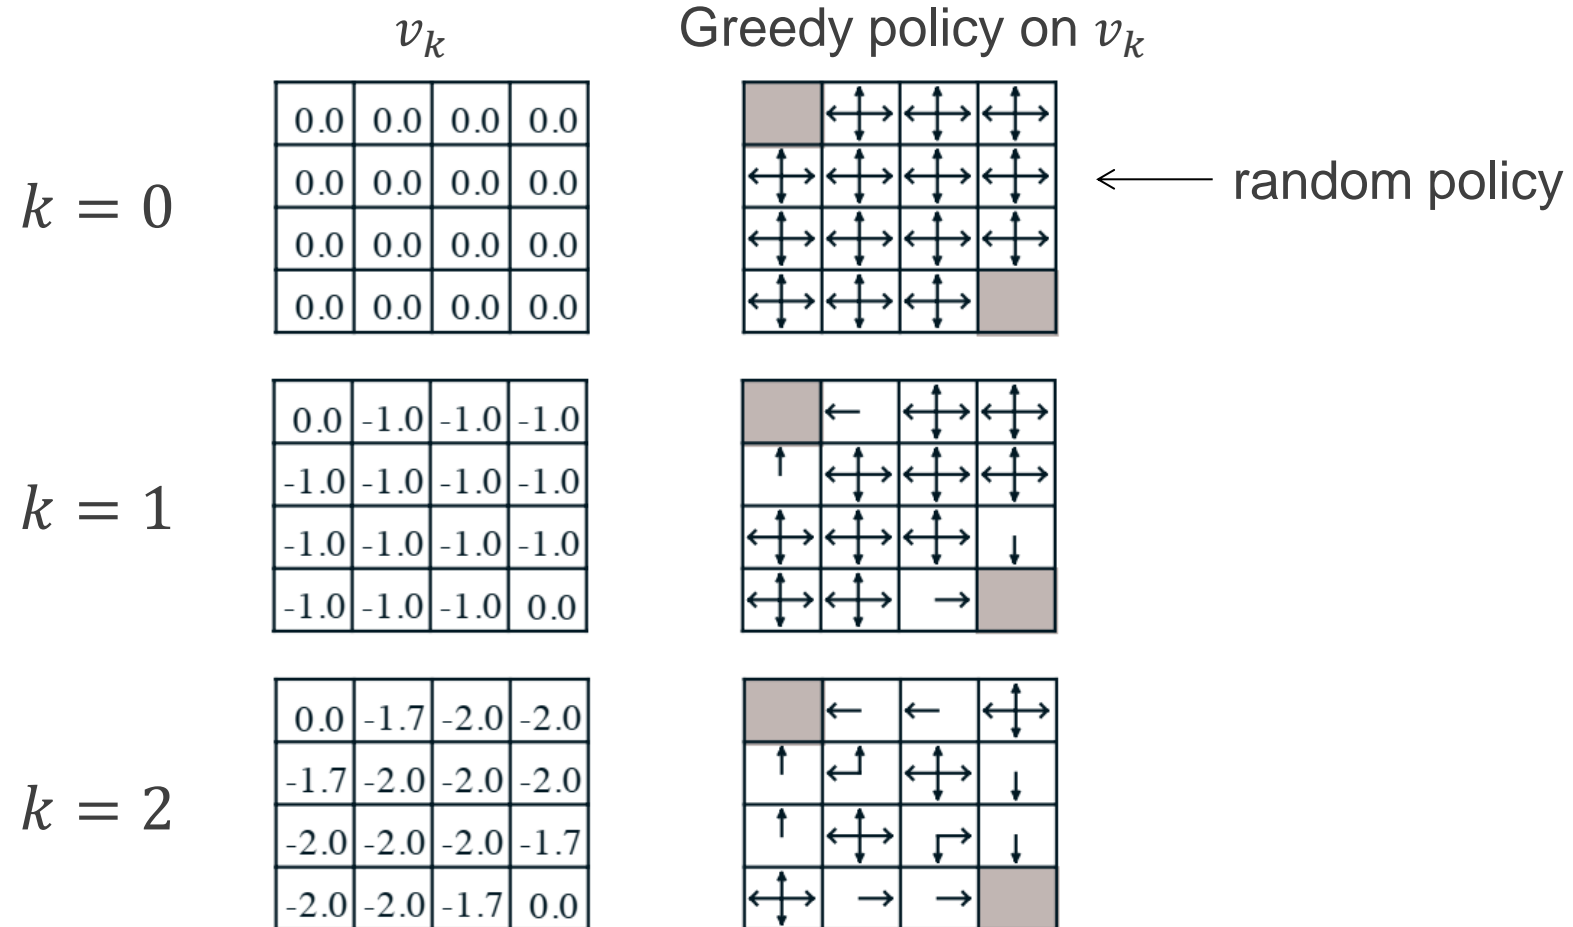 v_k Greedy policy on v_k
0.0 0.0 0.0 0.0
0.0 0.0 0.0 0.0
k = 0 random policy
0.0 0.0 0.0 0.0
0.0 0.0 0.0 0.0
0.0 -1.0 -1.0 -1.0
-1.0 -1.0 -1.0 -1.0
k = 1
-1.0 -1.0 -1.0 -1.0
-1.0 -1.0 -1.0 0.0
0.0 -1.7 -2.0 -2.0
-1.7 -2.0 -2.0 -2.0
k = 2
-2.0 -2.0 -2.0 -1.7
-2.0 -2.0 -1.7 0.0